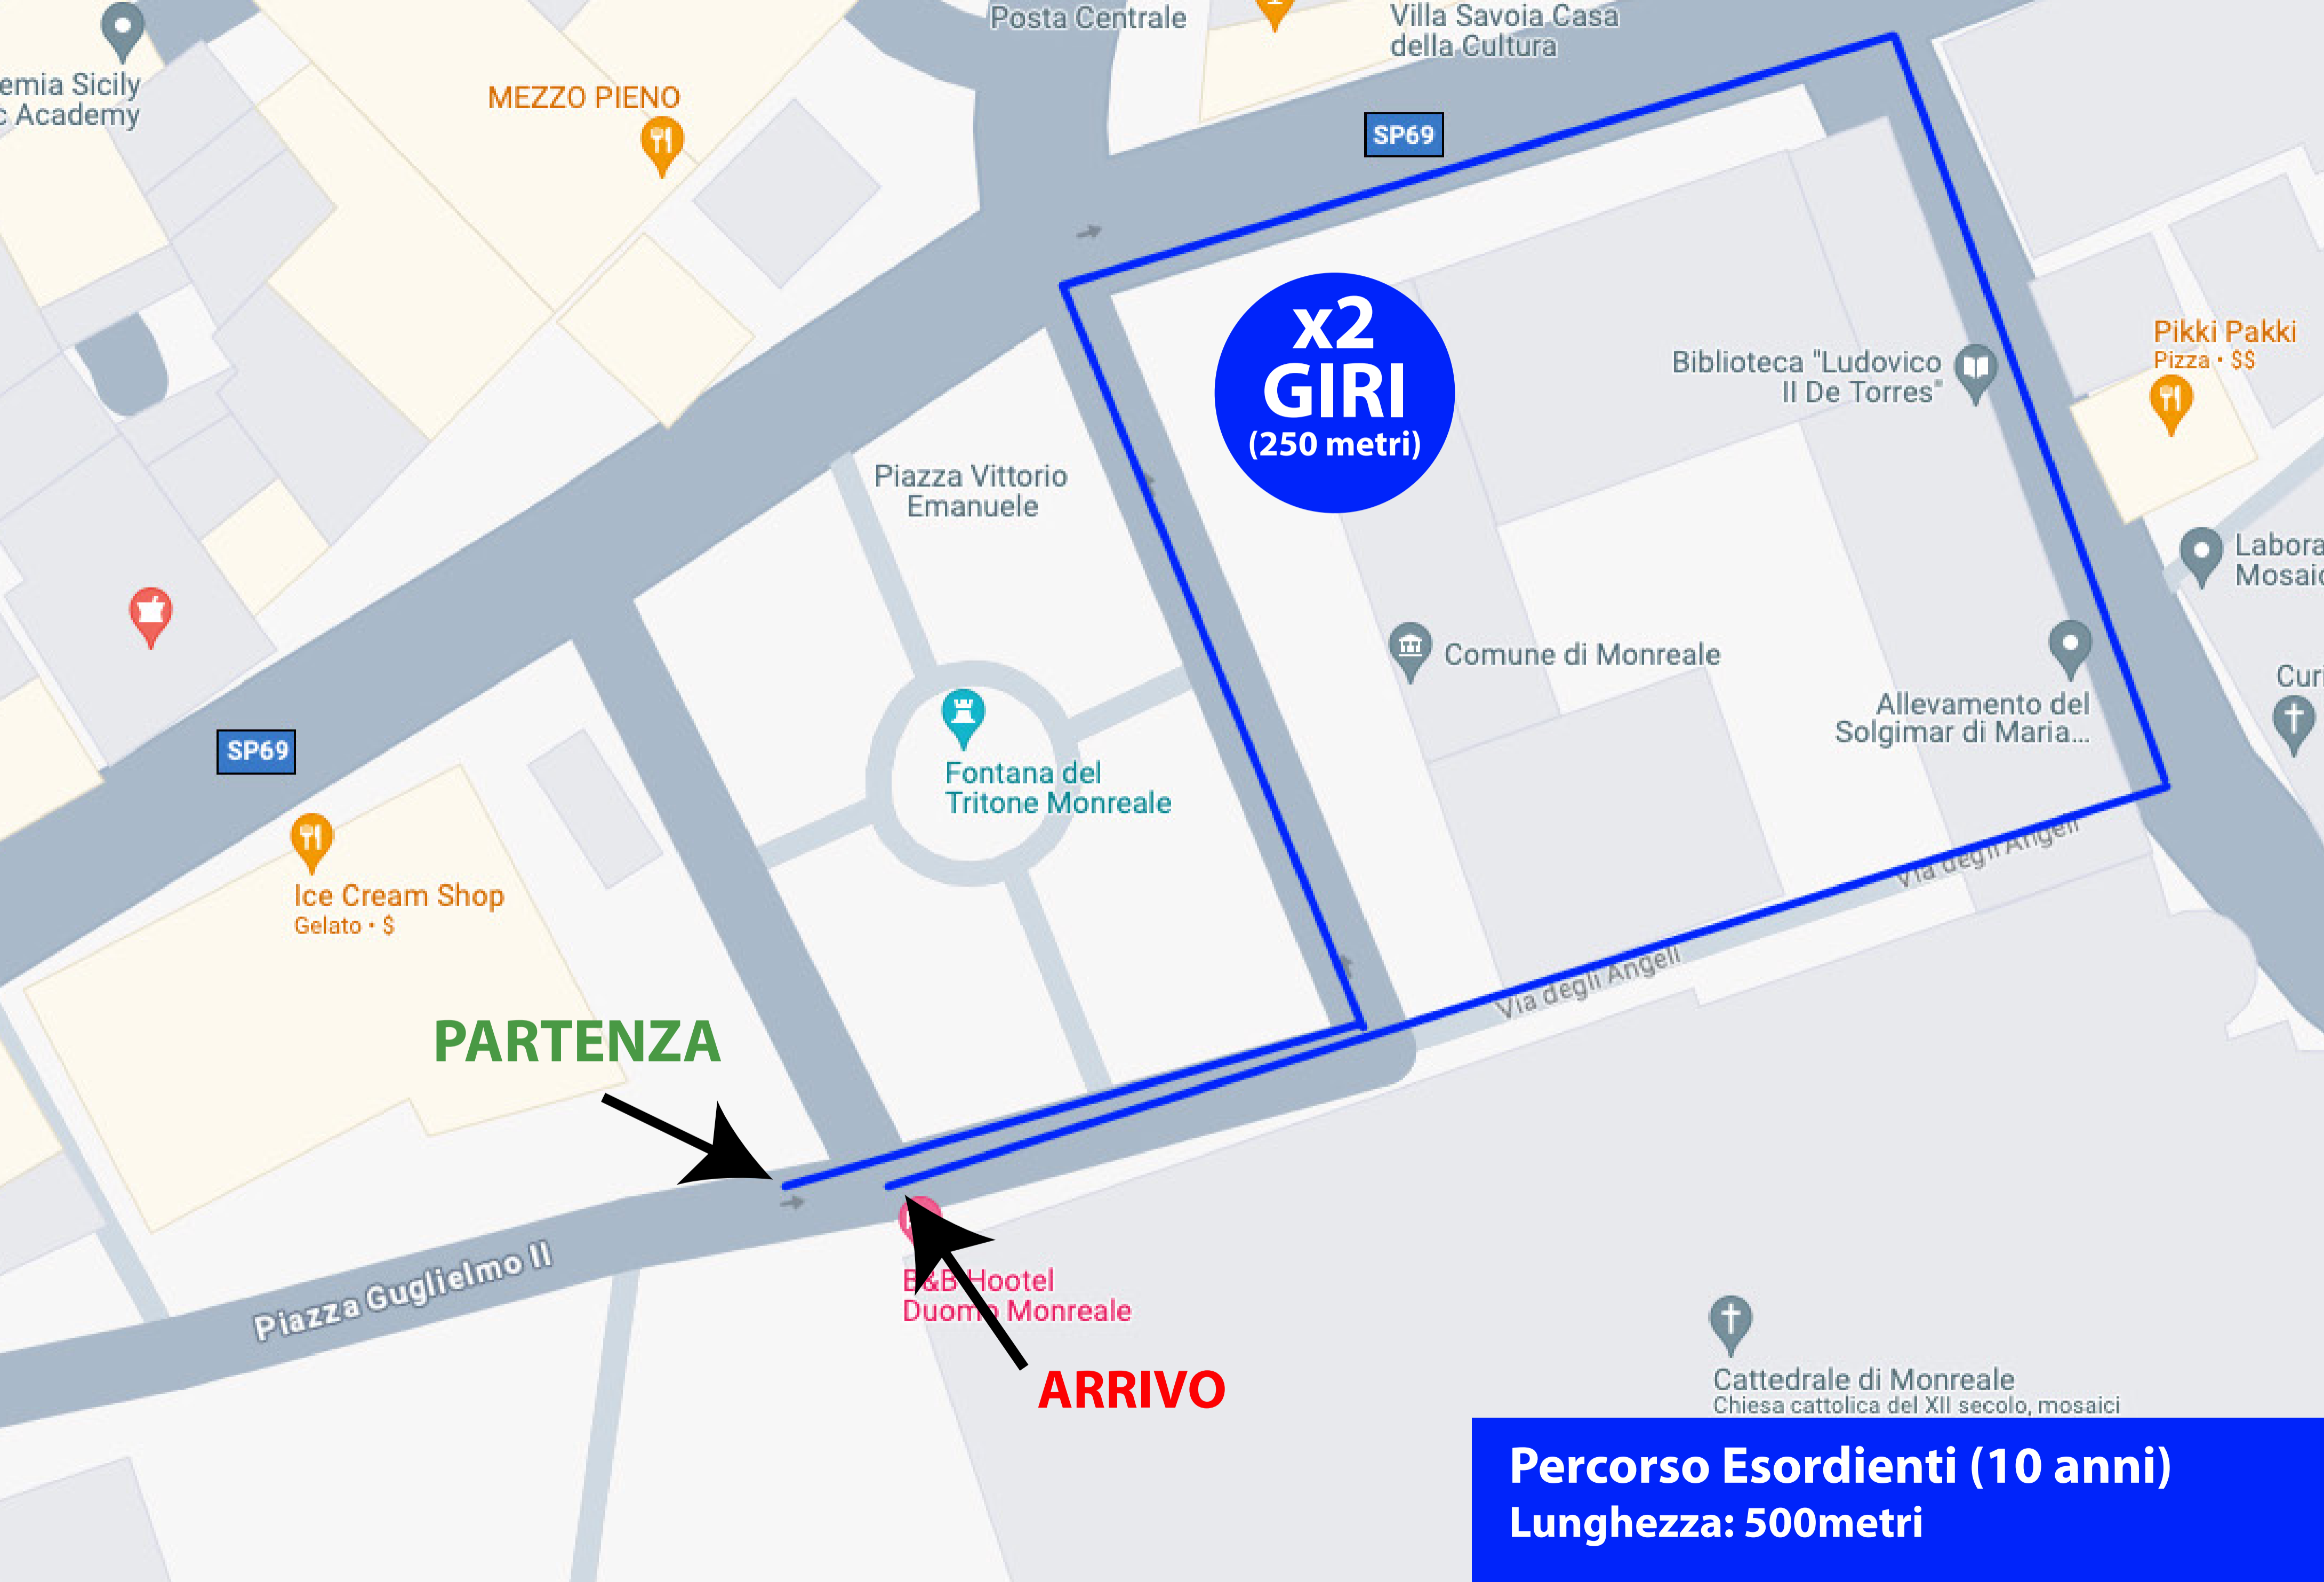 Posta Centrale
Villa Savoia Casa
della Cultura
emia Sicily
c Academy
MEZZO PIENO
SP69
x2
GIRI
(250 metri)
Pikki Pakki
Pizza • $$
Biblioteca "Ludovico
II De Torres"
Piazza Vittorio
Emanuele
Labora
Mosaic
Comune di Monreale
Curi
Allevamento del
Solgimar di Maria...
SP69
Fontana del
Tritone Monreale
Via degli Angeli
Ice Cream Shop
Gelato • $
Via degli Angeli
PARTENZA
Piazza Guglielmo II
B&B Hootel
Duomo Monreale
ARRIVO
Cattedrale di Monreale
Chiesa cattolica del XII secolo, mosaici
Percorso Esordienti (10 anni)
Lunghezza: 500metri